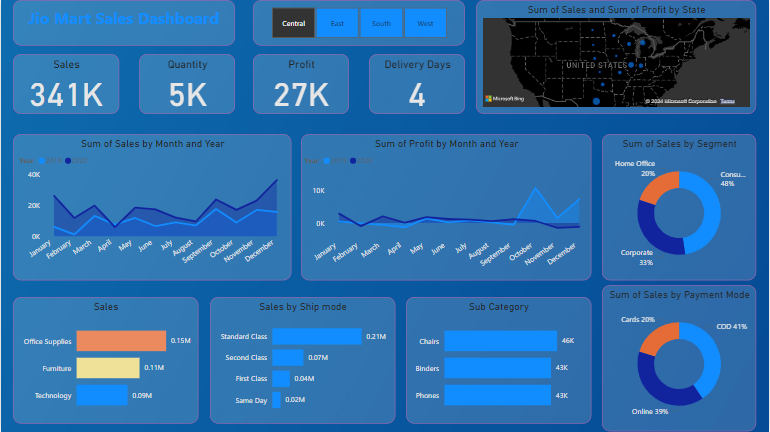 Jio Mart Sales Dashboard
Central
East
South
West
Sum of Sales and Sum of Profit by State
UNITED STATES
Microsoft Bing
© 2024 Microsoft Corporation Terms
Sales
341K
Quantity
5K
Profit
27K
Delivery Days
4
Sum of Sales by Month and Year
Year
40K
20K
0K
January
February
March
April
May
June
July
August
September
October
November
December
Sum of Profit by Month and Year
Year
10K
0K
January
February
March
April
May
June
July
August
September
October
November
December
Sum of Sales by Segment
Home Office
20%
Consu...
48%
Corporate
33%
Sales
Office Supplies 0.15M
Furniture 0.11M
Technology 0.09M
Sales by Ship mode
Standard Class 0.21M
Second Class 0.07M
First Class 0.04M
Same Day 0.02M
Sub Category
Chairs 46K
Binders 43K
Phones 43K
Sum of Sales by Payment Mode
Cards 20%
COD 41%
Online 39%